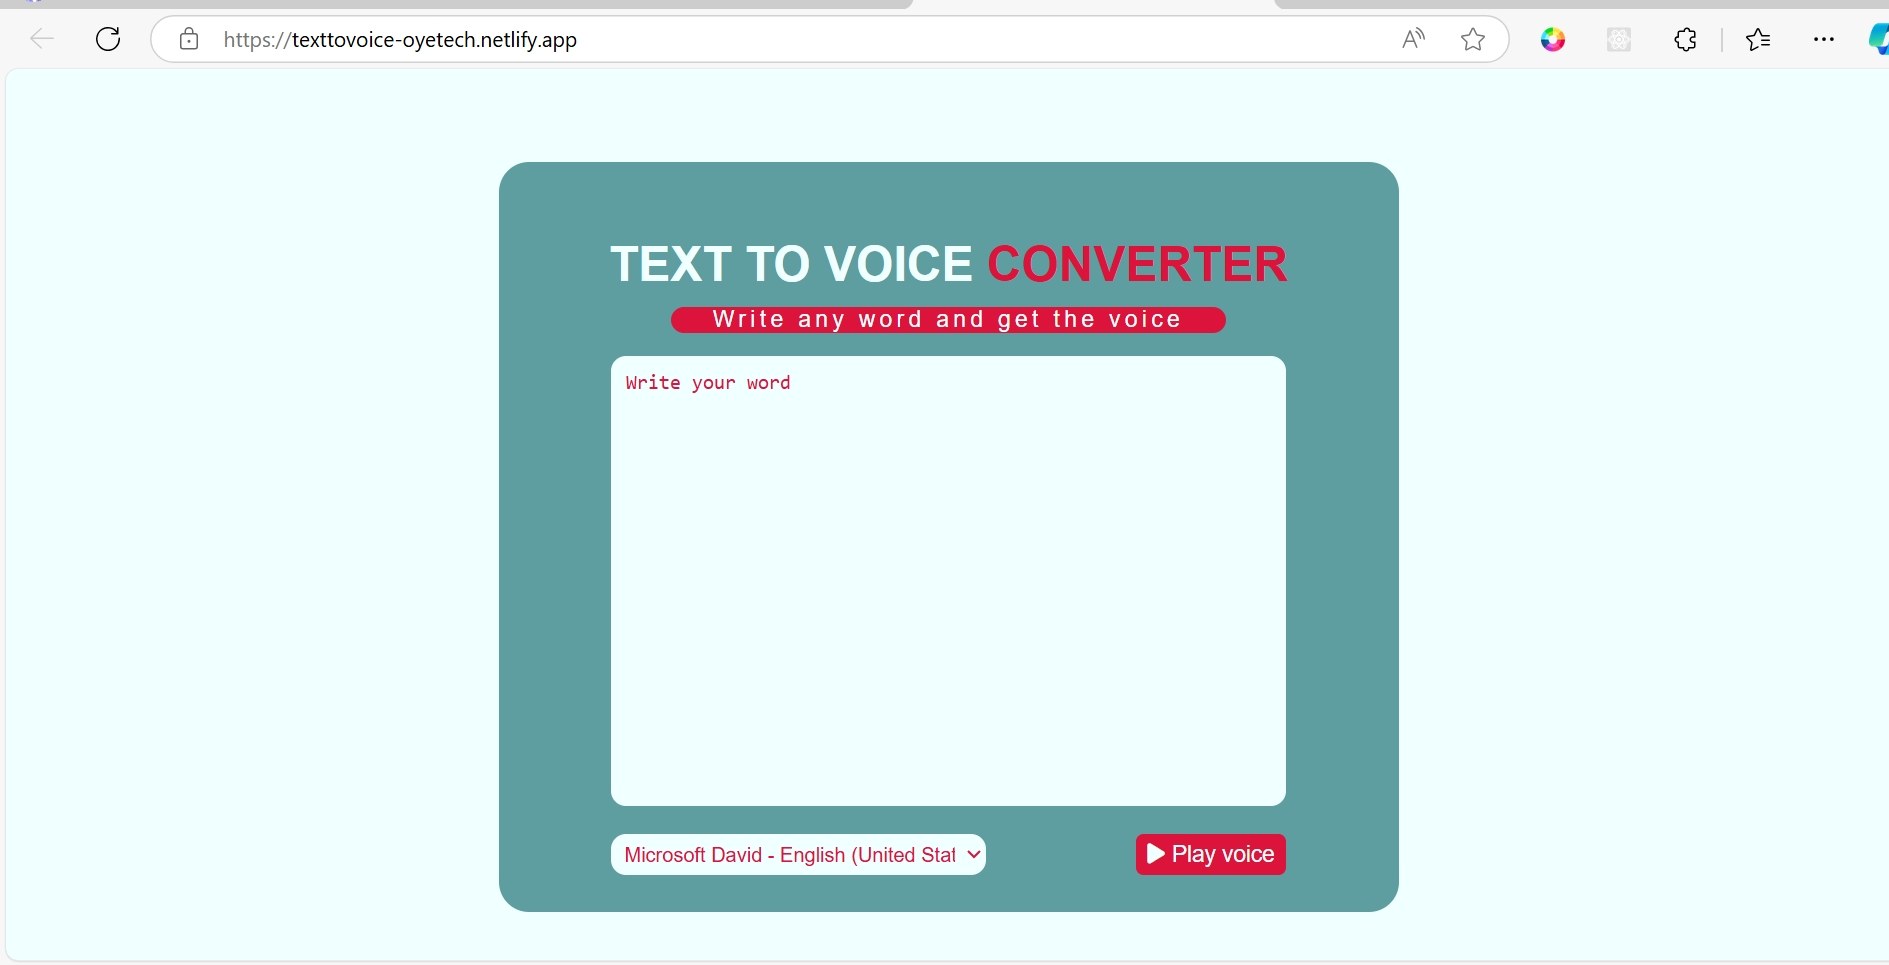 https://texttovoice-oyetech.netlify.app
TEXT TO VOICE CONVERTER
Write any word and get the voice
Write your word
Microsoft David - English (United Stat
Play voice